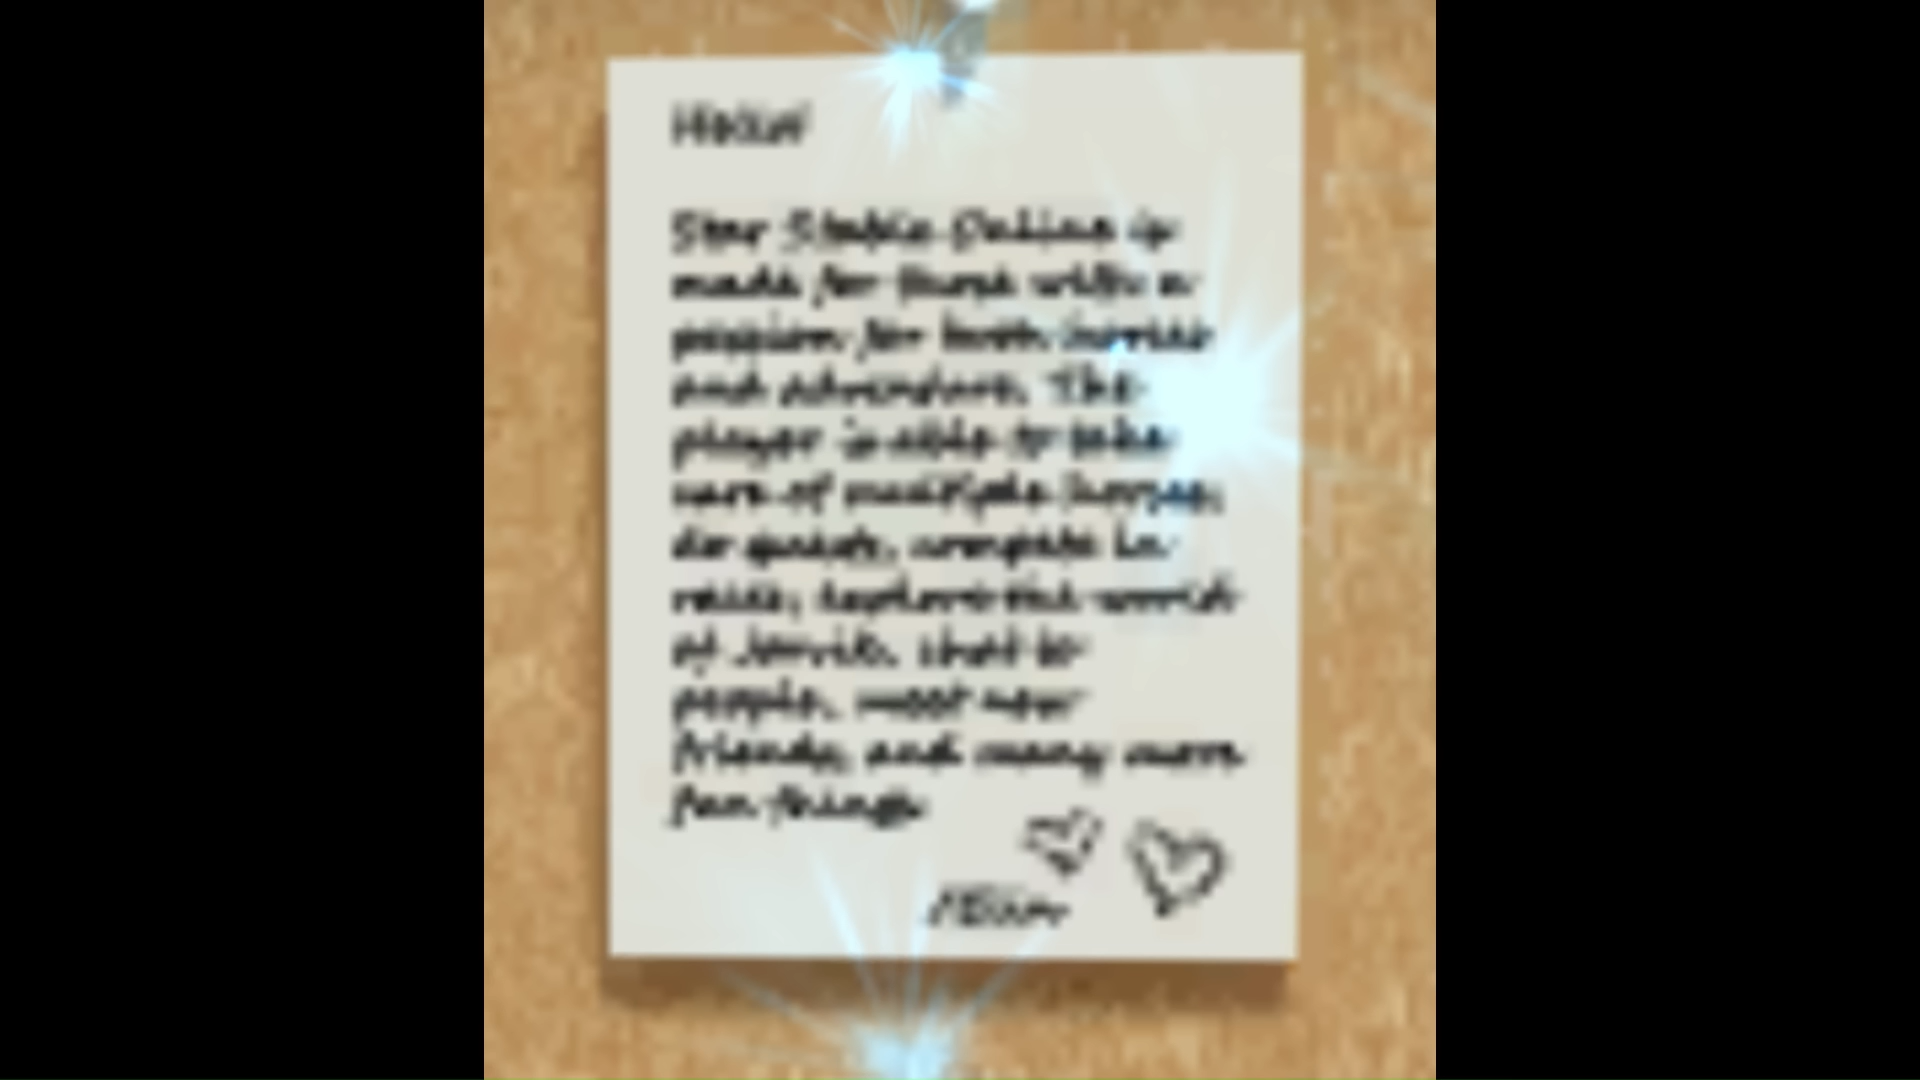 Hello!
Star Stable Online is
made for those with a
passion for both horses
and adventure. The
player is able to take
care of multiple horses,
do quests, compete in
races, explore the world
of Jorvik, chat to
people, meet new
friends, and many more
fun things